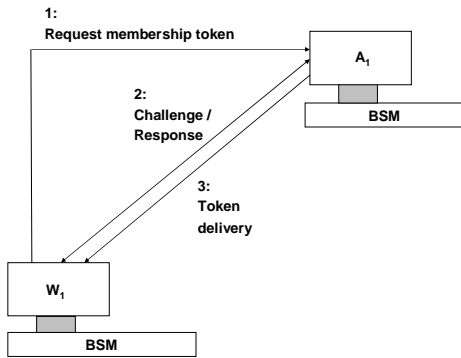 1:
Request membership token
A1
BSM
2:
Challenge /
Response
3:
Token
delivery
W1
BSM